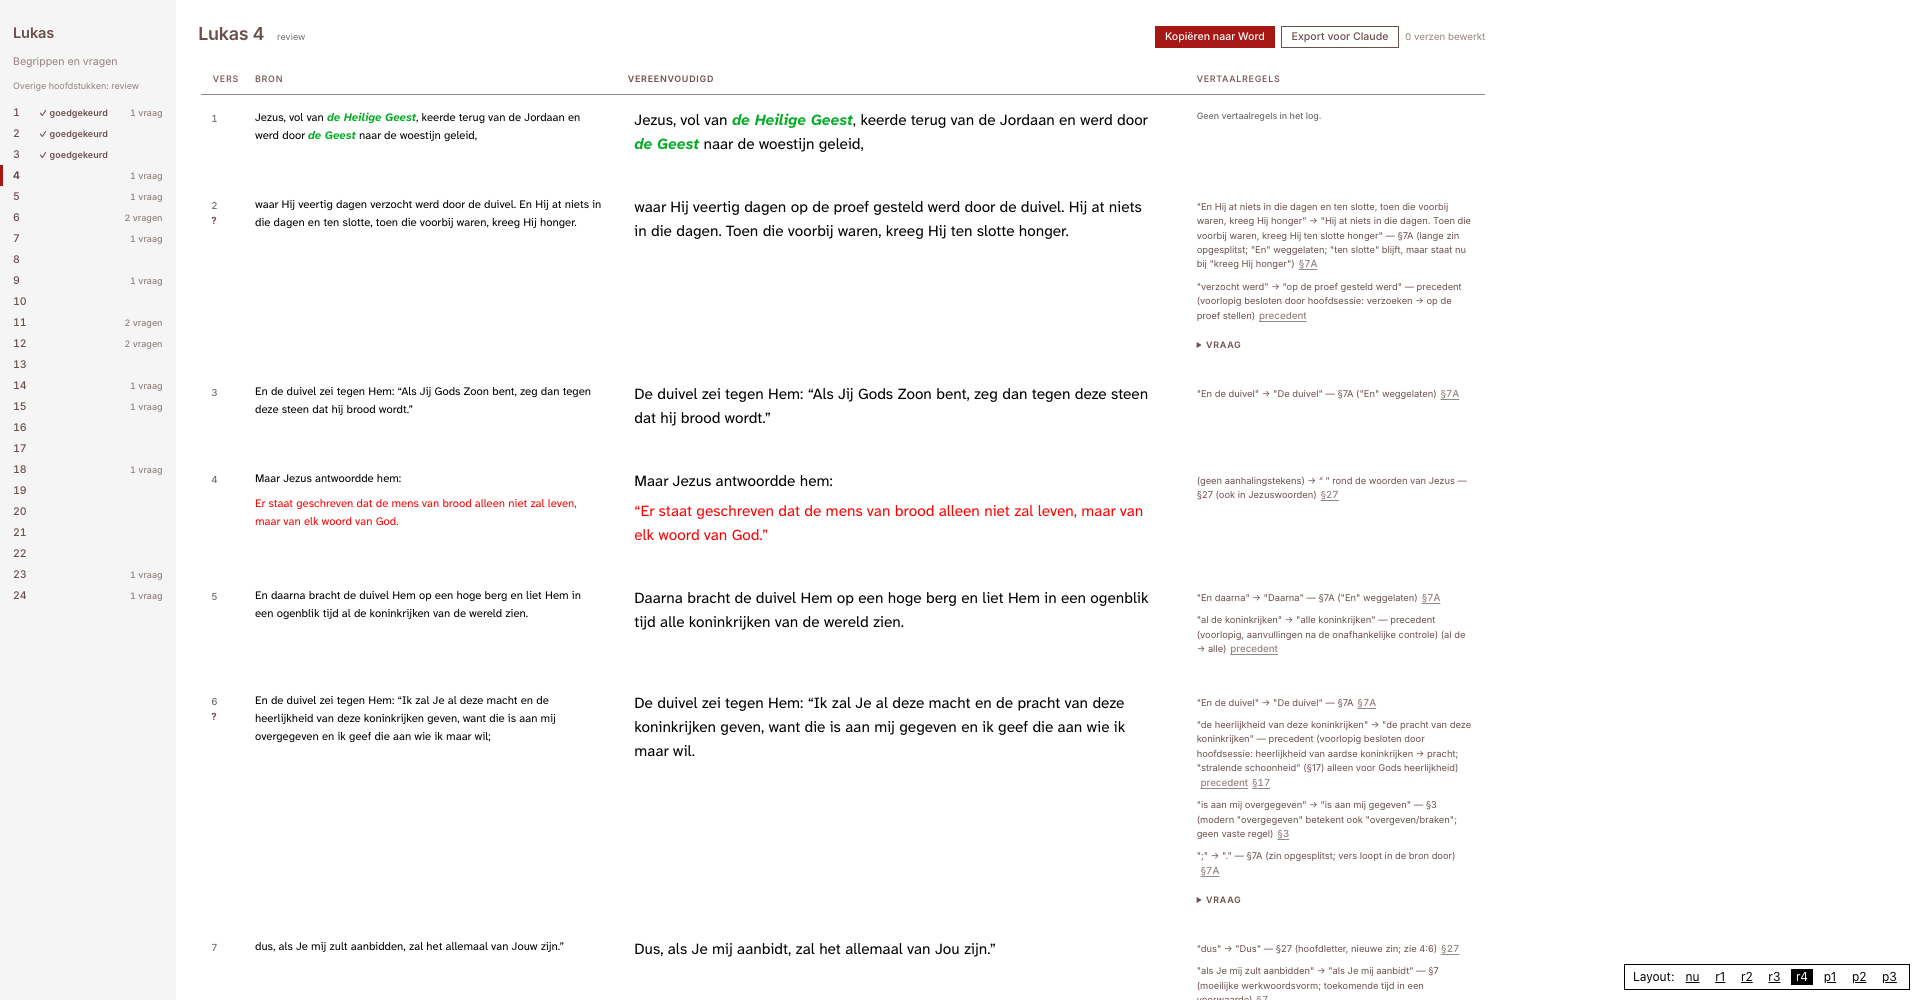 Lukas
Begrippen en vragen
Overige hoofdstukken: review
1 ✓ goedgekeurd 1 vraag
2 ✓ goedgekeurd
3 ✓ goedgekeurd
4 1 vraag
5 1 vraag
6 2 vragen
7 1 vraag
8
9 1 vraag
10
11 2 vragen
12 2 vragen
13
14 1 vraag
15 1 vraag
16
17
18 1 vraag
19
20
21
22
23 1 vraag
24 1 vraag
Lukas 4 review
Kopiëren naar Word Export voor Claude 0 verzen bewerkt
VERS BRON VEREENVOUDIGD VERTAALREGELS
1
Jezus, vol van de Heilige Geest, keerde terug van de Jordaan en
werd door de Geest naar de woestijn geleid,
Jezus, vol van de Heilige Geest, keerde terug van de Jordaan en werd door
de Geest naar de woestijn geleid,
Geen vertaalregels in het log.
2
?
waar Hij veertig dagen verzocht werd door de duivel. En Hij at niets in
die dagen en ten slotte, toen die voorbij waren, kreeg Hij honger.
waar Hij veertig dagen op de proef gesteld werd door de duivel. Hij at niets
in die dagen. Toen die voorbij waren, kreeg Hij ten slotte honger.
"En Hij at niets in die dagen en ten slotte, toen die voorbij
waren, kreeg Hij honger" → "Hij at niets in die dagen. Toen die
voorbij waren, kreeg Hij ten slotte honger" — §7A (lange zin
opgesplitst; "En" weggelaten; "ten slotte" blijft, maar staat nu
bij "kreeg Hij honger") §7A
"verzocht werd" → "op de proef gesteld werd" — precedent
(voorlopig besloten door hoofdsessie: verzoeken → op de
proef stellen) precedent
▶ VRAAG
3
En de duivel zei tegen Hem: “Als Jij Gods Zoon bent, zeg dan tegen
deze steen dat hij brood wordt.”
De duivel zei tegen Hem: “Als Jij Gods Zoon bent, zeg dan tegen deze steen
dat hij brood wordt.”
"En de duivel" → "De duivel" — §7A ("En" weggelaten) §7A
4
Maar Jezus antwoordde hem:
Er staat geschreven dat de mens van brood alleen niet zal leven,
maar van elk woord van God.
Maar Jezus antwoordde hem:
“Er staat geschreven dat de mens van brood alleen niet zal leven, maar van
elk woord van God.”
(geen aanhalingstekens) → “ ” rond de woorden van Jezus —
§27 (ook in Jezuswoorden) §27
5
En daarna bracht de duivel Hem op een hoge berg en liet Hem in
een ogenblik tijd al de koninkrijken van de wereld zien.
Daarna bracht de duivel Hem op een hoge berg en liet Hem in een ogenblik
tijd alle koninkrijken van de wereld zien.
"En daarna" → "Daarna" — §7A ("En" weggelaten) §7A
"al de koninkrijken" → "alle koninkrijken" — precedent
(voorlopig, aanvullingen na de onafhankelijke controle) (al de
→ alle) precedent
6
?
En de duivel zei tegen Hem: “Ik zal Je al deze macht en de
heerlijkheid van deze koninkrijken geven, want die is aan mij
overgegeven en ik geef die aan wie ik maar wil;
De duivel zei tegen Hem: “Ik zal Je al deze macht en de pracht van deze
koninkrijken geven, want die is aan mij gegeven en ik geef die aan wie ik
maar wil.
"En de duivel" → "De duivel" — §7A §7A
"de heerlijkheid van deze koninkrijken" → "de pracht van deze
koninkrijken" — precedent (voorlopig besloten door
hoofdsessie: heerlijkheid van aardse koninkrijken → pracht;
"stralende schoonheid" (§17) alleen voor Gods heerlijkheid)
precedent §17
"is aan mij overgegeven" → "is aan mij gegeven" — §3
(modern "overgegeven" betekent ook "overgeven/braken";
geen vaste regel) §3
";" → "." — §7A (zin opgesplitst; vers loopt in de bron door)
§7A
▶ VRAAG
7
dus, als Je mij zult aanbidden, zal het allemaal van Jouw zijn.”
Dus, als Je mij aanbidt, zal het allemaal van Jou zijn.”
"dus" → "Dus" — §27 (hoofdletter, nieuwe zin; zie 4:6) §27
"als Je mij zult aanbidden" → "als Je mij aanbidt" — §7
(moeilijke werkwoordsvorm; toekomende tijd in een
voorwaarde) §7
Layout: nu r1 r2 r3 r4 p1 p2 p3